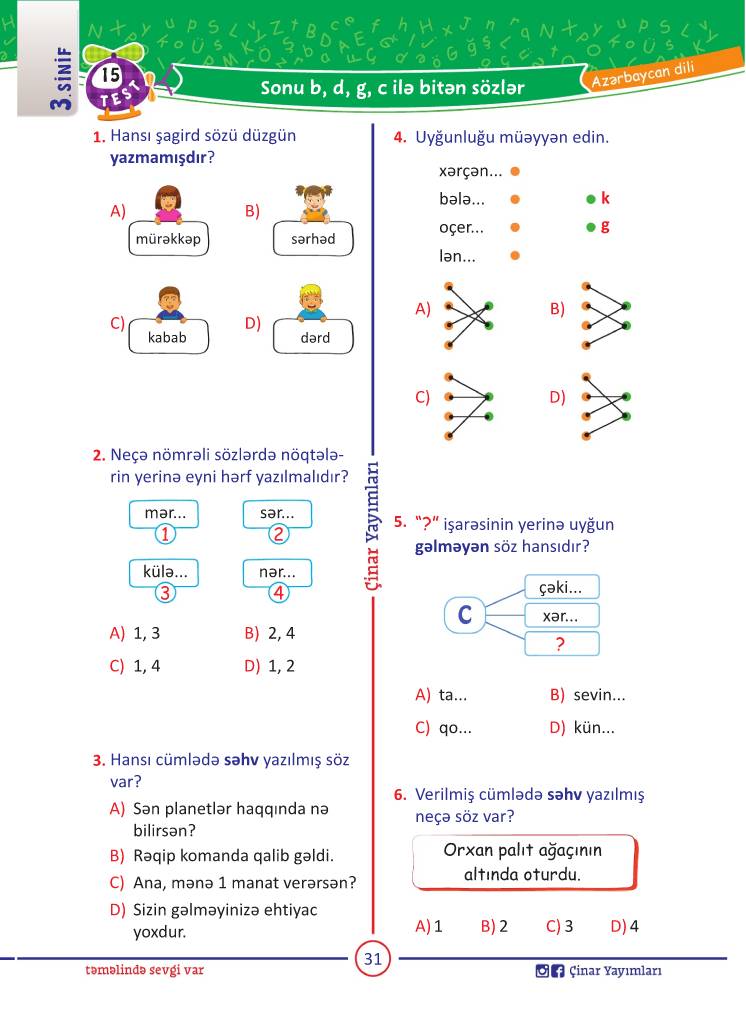 3.SİNİF
15
TEST
Sonu b, d, g, c ilə bitən sözlər
Azərbaycan dili
1. Hansı şagird sözü düzgün
yazmamışdır?
A) mürəkkəp
B) sərhəd
C) kabab
D) dərd
2. Neçə nömrəli sözlərdə nöqtələ-
rin yerinə eyni hərf yazılmalıdır?
mər...
1
sər...
2
külə...
3
nər...
4
A) 1, 3
B) 2, 4
C) 1, 4
D) 1, 2
3. Hansı cümlədə səhv yazılmış söz
var?
A) Sən planetlər haqqında nə
bilirsən?
B) Rəqip komanda qalib gəldi.
C) Ana, mənə 1 manat verərsən?
D) Sizin gəlməyinizə ehtiyac
yoxdur.
Çinar Yayımları
4. Uyğunluğu müəyyən edin.
xərçən...
bələ...
k
oçer...
g
lən...
A)
B)
C)
D)
5. "?" işarəsinin yerinə uyğun
gəlməyən söz hansıdır?
C
çəki...
xər...
?
A) ta...
B) sevin...
C) qo...
D) kün...
6. Verilmiş cümlədə səhv yazılmış
neçə söz var?
Orxan palıt ağaçının
altında oturdu.
A) 1
B) 2
C) 3
D) 4
təməlində sevgi var
31
Çinar Yayımları